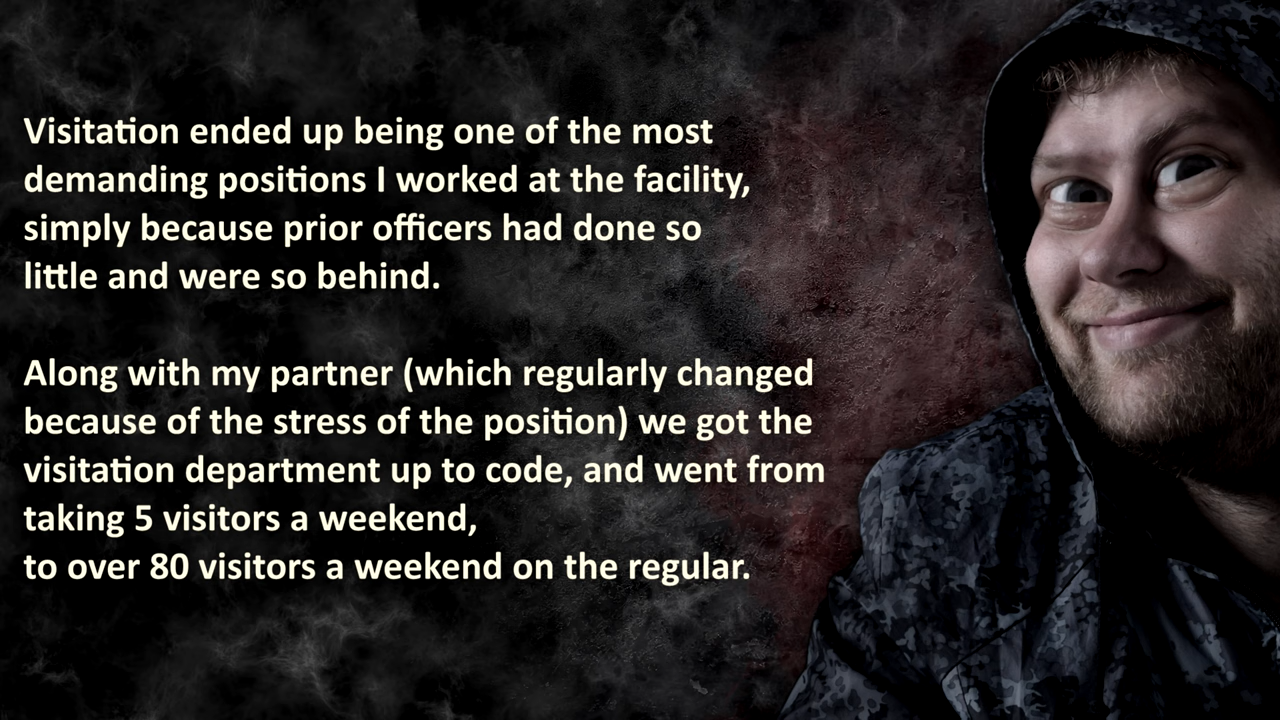 Visitation ended up being one of the most
demanding positions I worked at the facility,
simply because prior officers had done so
little and were so behind.
Along with my partner (which regularly changed
because of the stress of the position) we got the
visitation department up to code, and went from
taking 5 visitors a weekend,
to over 80 visitors a weekend on the regular.